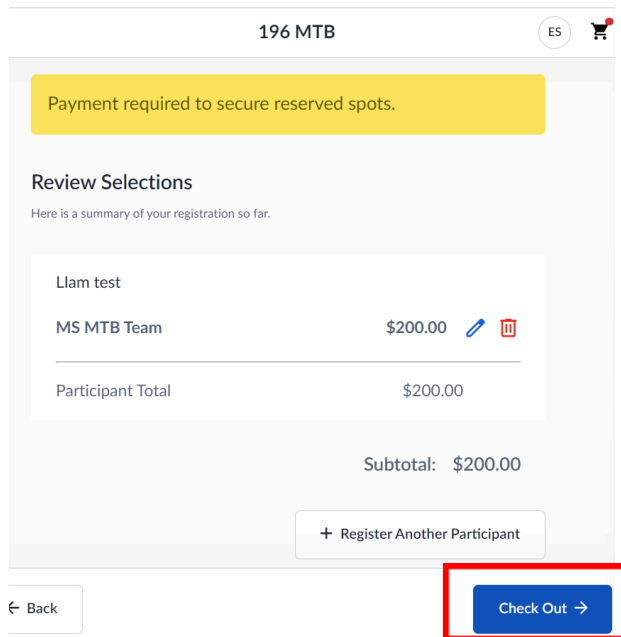 196 MTB
ES
Payment required to secure reserved spots.
Review Selections
Here is a summary of your registration so far.
Llam test
MS MTB Team $200.00
Participant Total $200.00
Subtotal: $200.00
+ Register Another Participant
← Back
Check Out →